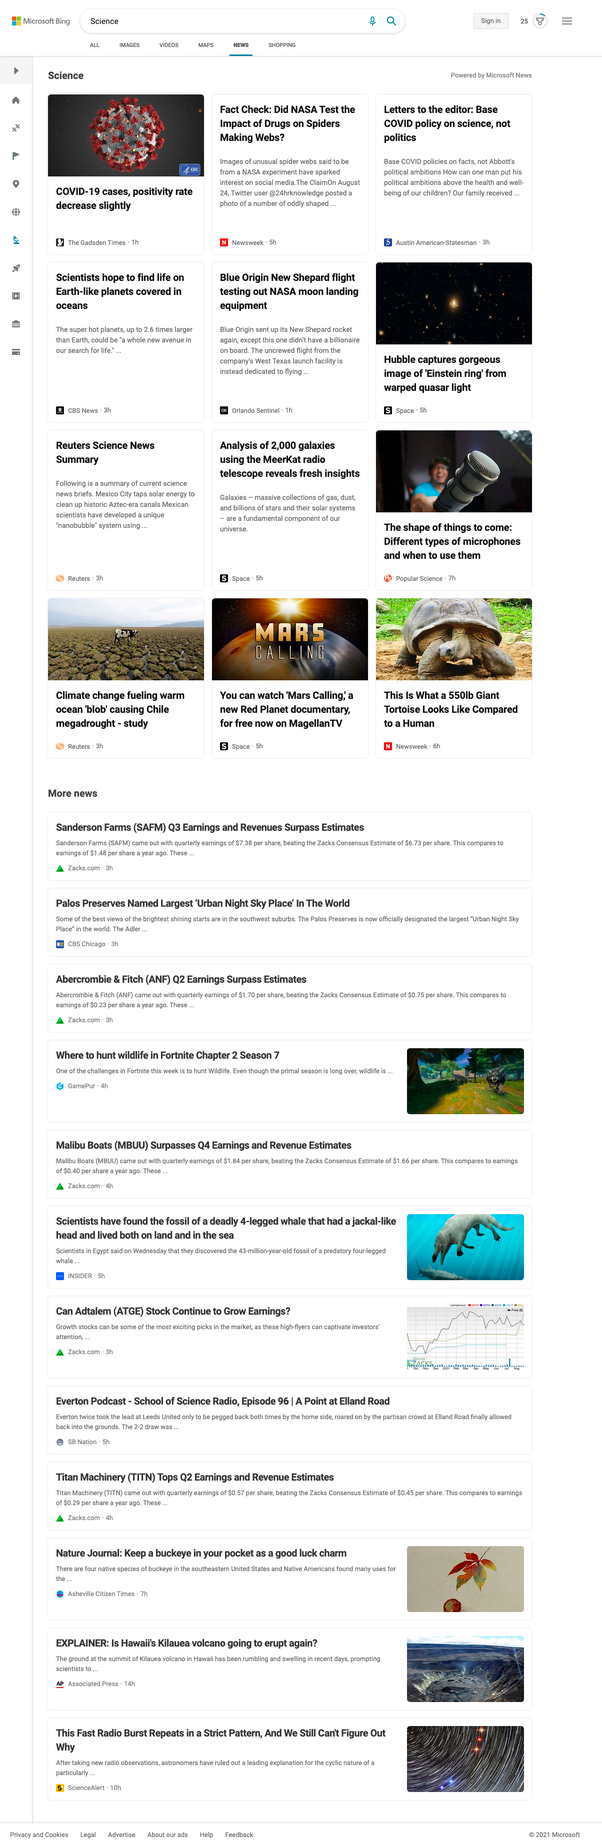 Microsoft Bing
Science
Sign in
25
ALL
IMAGES
VIDEOS
MAPS
NEWS
SHOPPING
Science
Powered by Microsoft News
CDC
COVID-19 cases, positivity rate
decrease slightly
The Gadsden Times · 1h
Fact Check: Did NASA Test the
Impact of Drugs on Spiders
Making Webs?
Images of unusual spider webs said to be
from a NASA experiment have sparked
interest on social media.The ClaimOn August
24, Twitter user @24hrknowledge posted a
photo of a number of oddly shaped ...
Newsweek · 5h
Letters to the editor: Base
COVID policy on science, not
politics
Base COVID policies on facts, not Abbott's
political ambitions How can one man put his
political ambitions above the health and well-
being of our children? Our family received ...
Austin American-Statesman · 3h
Scientists hope to find life on
Earth-like planets covered in
oceans
The super hot planets, up to 2.6 times larger
than Earth, could be "a whole new avenue in
our search for life." ...
CBS News · 3h
Blue Origin New Shepard flight
testing out NASA moon landing
equipment
Blue Origin sent up its New Shepard rocket
again, except this one didn't have a billionaire
on board. The uncrewed flight from the
company's West Texas launch facility is
instead dedicated to flying ...
Orlando Sentinel · 1h
Hubble captures gorgeous
image of 'Einstein ring' from
warped quasar light
Space · 5h
Reuters Science News
Summary
Following is a summary of current science
news briefs. Mexico City taps solar energy to
clean up historic Aztec-era canals Mexican
scientists have developed a unique
"nanobubble" system using ...
Reuters · 3h
Analysis of 2,000 galaxies
using the MeerKat radio
telescope reveals fresh insights
Galaxies – massive collections of gas, dust,
and billions of stars and their solar systems
– are a fundamental component of our
universe.
Space · 5h
The shape of things to come:
Different types of microphones
and when to use them
Popular Science · 7h
Climate change fueling warm
ocean 'blob' causing Chile
megadrought - study
Reuters · 3h
MARS
CALLING
You can watch 'Mars Calling,' a
new Red Planet documentary,
for free now on MagellanTV
Space · 5h
This Is What a 550lb Giant
Tortoise Looks Like Compared
to a Human
Newsweek · 6h
More news
Sanderson Farms (SAFM) Q3 Earnings and Revenues Surpass Estimates
Sanderson Farms (SAFM) came out with quarterly earnings of $7.38 per share, beating the Zacks Consensus Estimate of $6.73 per share. This compares to
earnings of $1.48 per share a year ago. These ...
Zacks.com · 3h
Palos Preserves Named Largest 'Urban Night Sky Place' In The World
Some of the best views of the brightest shining starts are in the southwest suburbs. The Palos Preserves is now officially designated the largest "Urban Night Sky
Place" in the world. The Adler ...
CBS Chicago · 3h
Abercrombie & Fitch (ANF) Q2 Earnings Surpass Estimates
Abercrombie & Fitch (ANF) came out with quarterly earnings of $1.70 per share, beating the Zacks Consensus Estimate of $0.75 per share. This compares to
earnings of $0.23 per share a year ago. These ...
Zacks.com · 3h
Where to hunt wildlife in Fortnite Chapter 2 Season 7
One of the challenges in Fortnite this week is to hunt Wildlife. Even though the primal season is long over, wildlife is ...
GamePur · 4h
Malibu Boats (MBUU) Surpasses Q4 Earnings and Revenue Estimates
Malibu Boats (MBUU) came out with quarterly earnings of $1.84 per share, beating the Zacks Consensus Estimate of $1.66 per share. This compares to earnings
of $0.40 per share a year ago. These ...
Zacks.com · 4h
Scientists have found the fossil of a deadly 4-legged whale that had a jackal-like
head and lived both on land and in the sea
Scientists in Egypt said on Wednesday that they discovered the 43-million-year-old fossil of a predatory four-legged
whale ...
INSIDER · 5h
Can Adtalem (ATGE) Stock Continue to Grow Earnings?
Growth stocks can be some of the most exciting picks in the market, as these high-flyers can captivate investors'
attention, ...
Zacks.com · 3h
ZACKS
Everton Podcast - School of Science Radio, Episode 96 | A Point at Elland Road
Everton twice took the lead at Leeds United only to be pegged back both times by the home side, roared on by the partisan crowd at Elland Road finally allowed
back into the grounds. The 2-2 draw was ...
SB Nation · 5h
Titan Machinery (TITN) Tops Q2 Earnings and Revenue Estimates
Titan Machinery (TITN) came out with quarterly earnings of $0.57 per share, beating the Zacks Consensus Estimate of $0.45 per share. This compares to earnings
of $0.29 per share a year ago. These ...
Zacks.com · 4h
Nature Journal: Keep a buckeye in your pocket as a good luck charm
There are four native species of buckeye in the southeastern United States and Native Americans found many uses for
the ...
Asheville Citizen Times · 7h
EXPLAINER: Is Hawaii's Kilauea volcano going to erupt again?
The ground at the summit of Kilauea volcano in Hawaii has been rumbling and swelling in recent days, prompting
scientists to ...
AP Associated Press · 14h
This Fast Radio Burst Repeats in a Strict Pattern, And We Still Can't Figure Out
Why
After taking new radio observations, astronomers have ruled out a leading explanation for the cyclic nature of a
particularly ...
ScienceAlert · 10h
Privacy and Cookies
Legal
Advertise
About our ads
Help
Feedback
© 2021 Microsoft